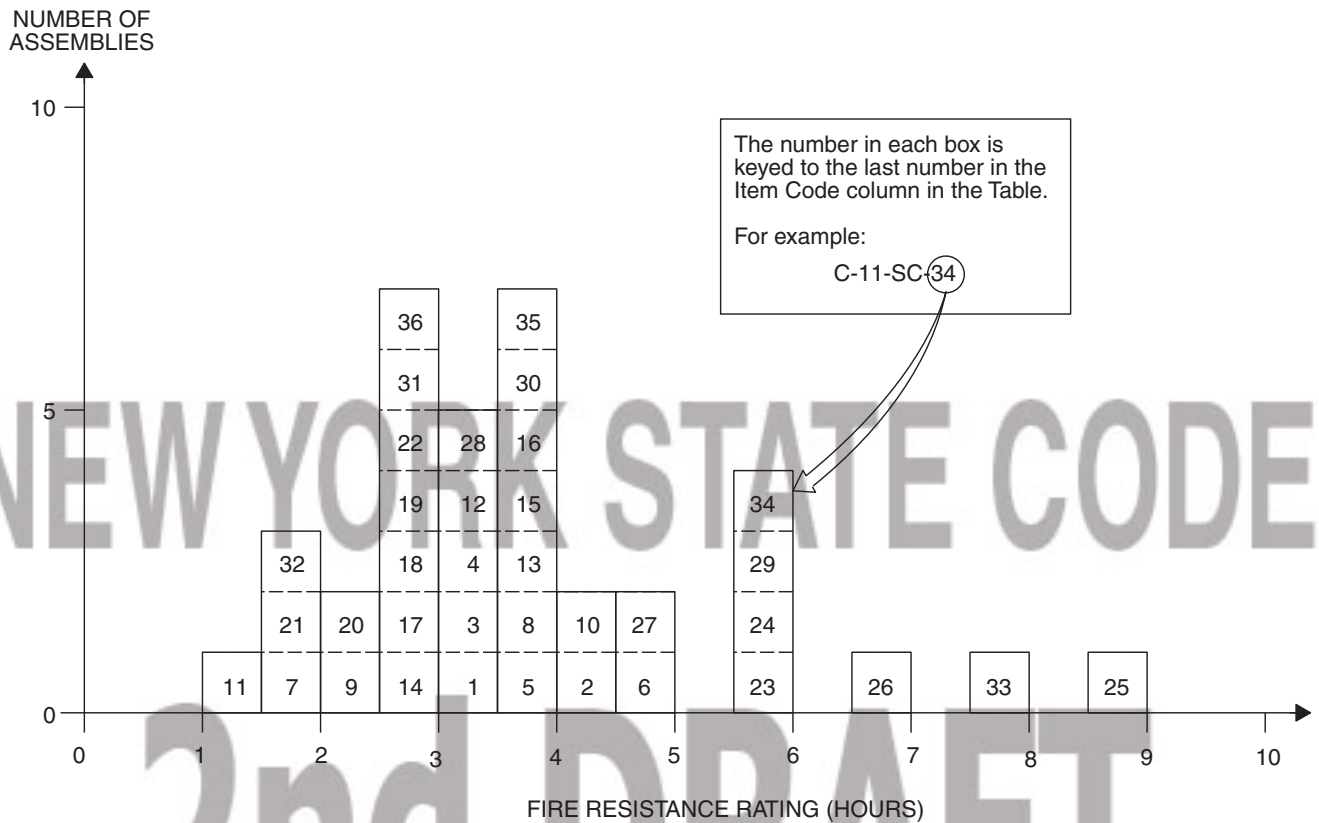 NUMBER OF
ASSEMBLIES
10
The number in each box is
keyed to the last number in the
Item Code column in the Table.
For example:
C-11-SC-34
36 35
31 30
5 22 28 16
19 12 15 34
32 18 4 13 29
21 20 17 3 8 10 27 24
11 7 9 14 1 5 2 6 23 26 33 25
0
0 1 2 3 4 5 6 7 8 9 10
FIRE RESISTANCE RATING (HOURS)
NEW YORK STATE CODE
2nd DRAFT